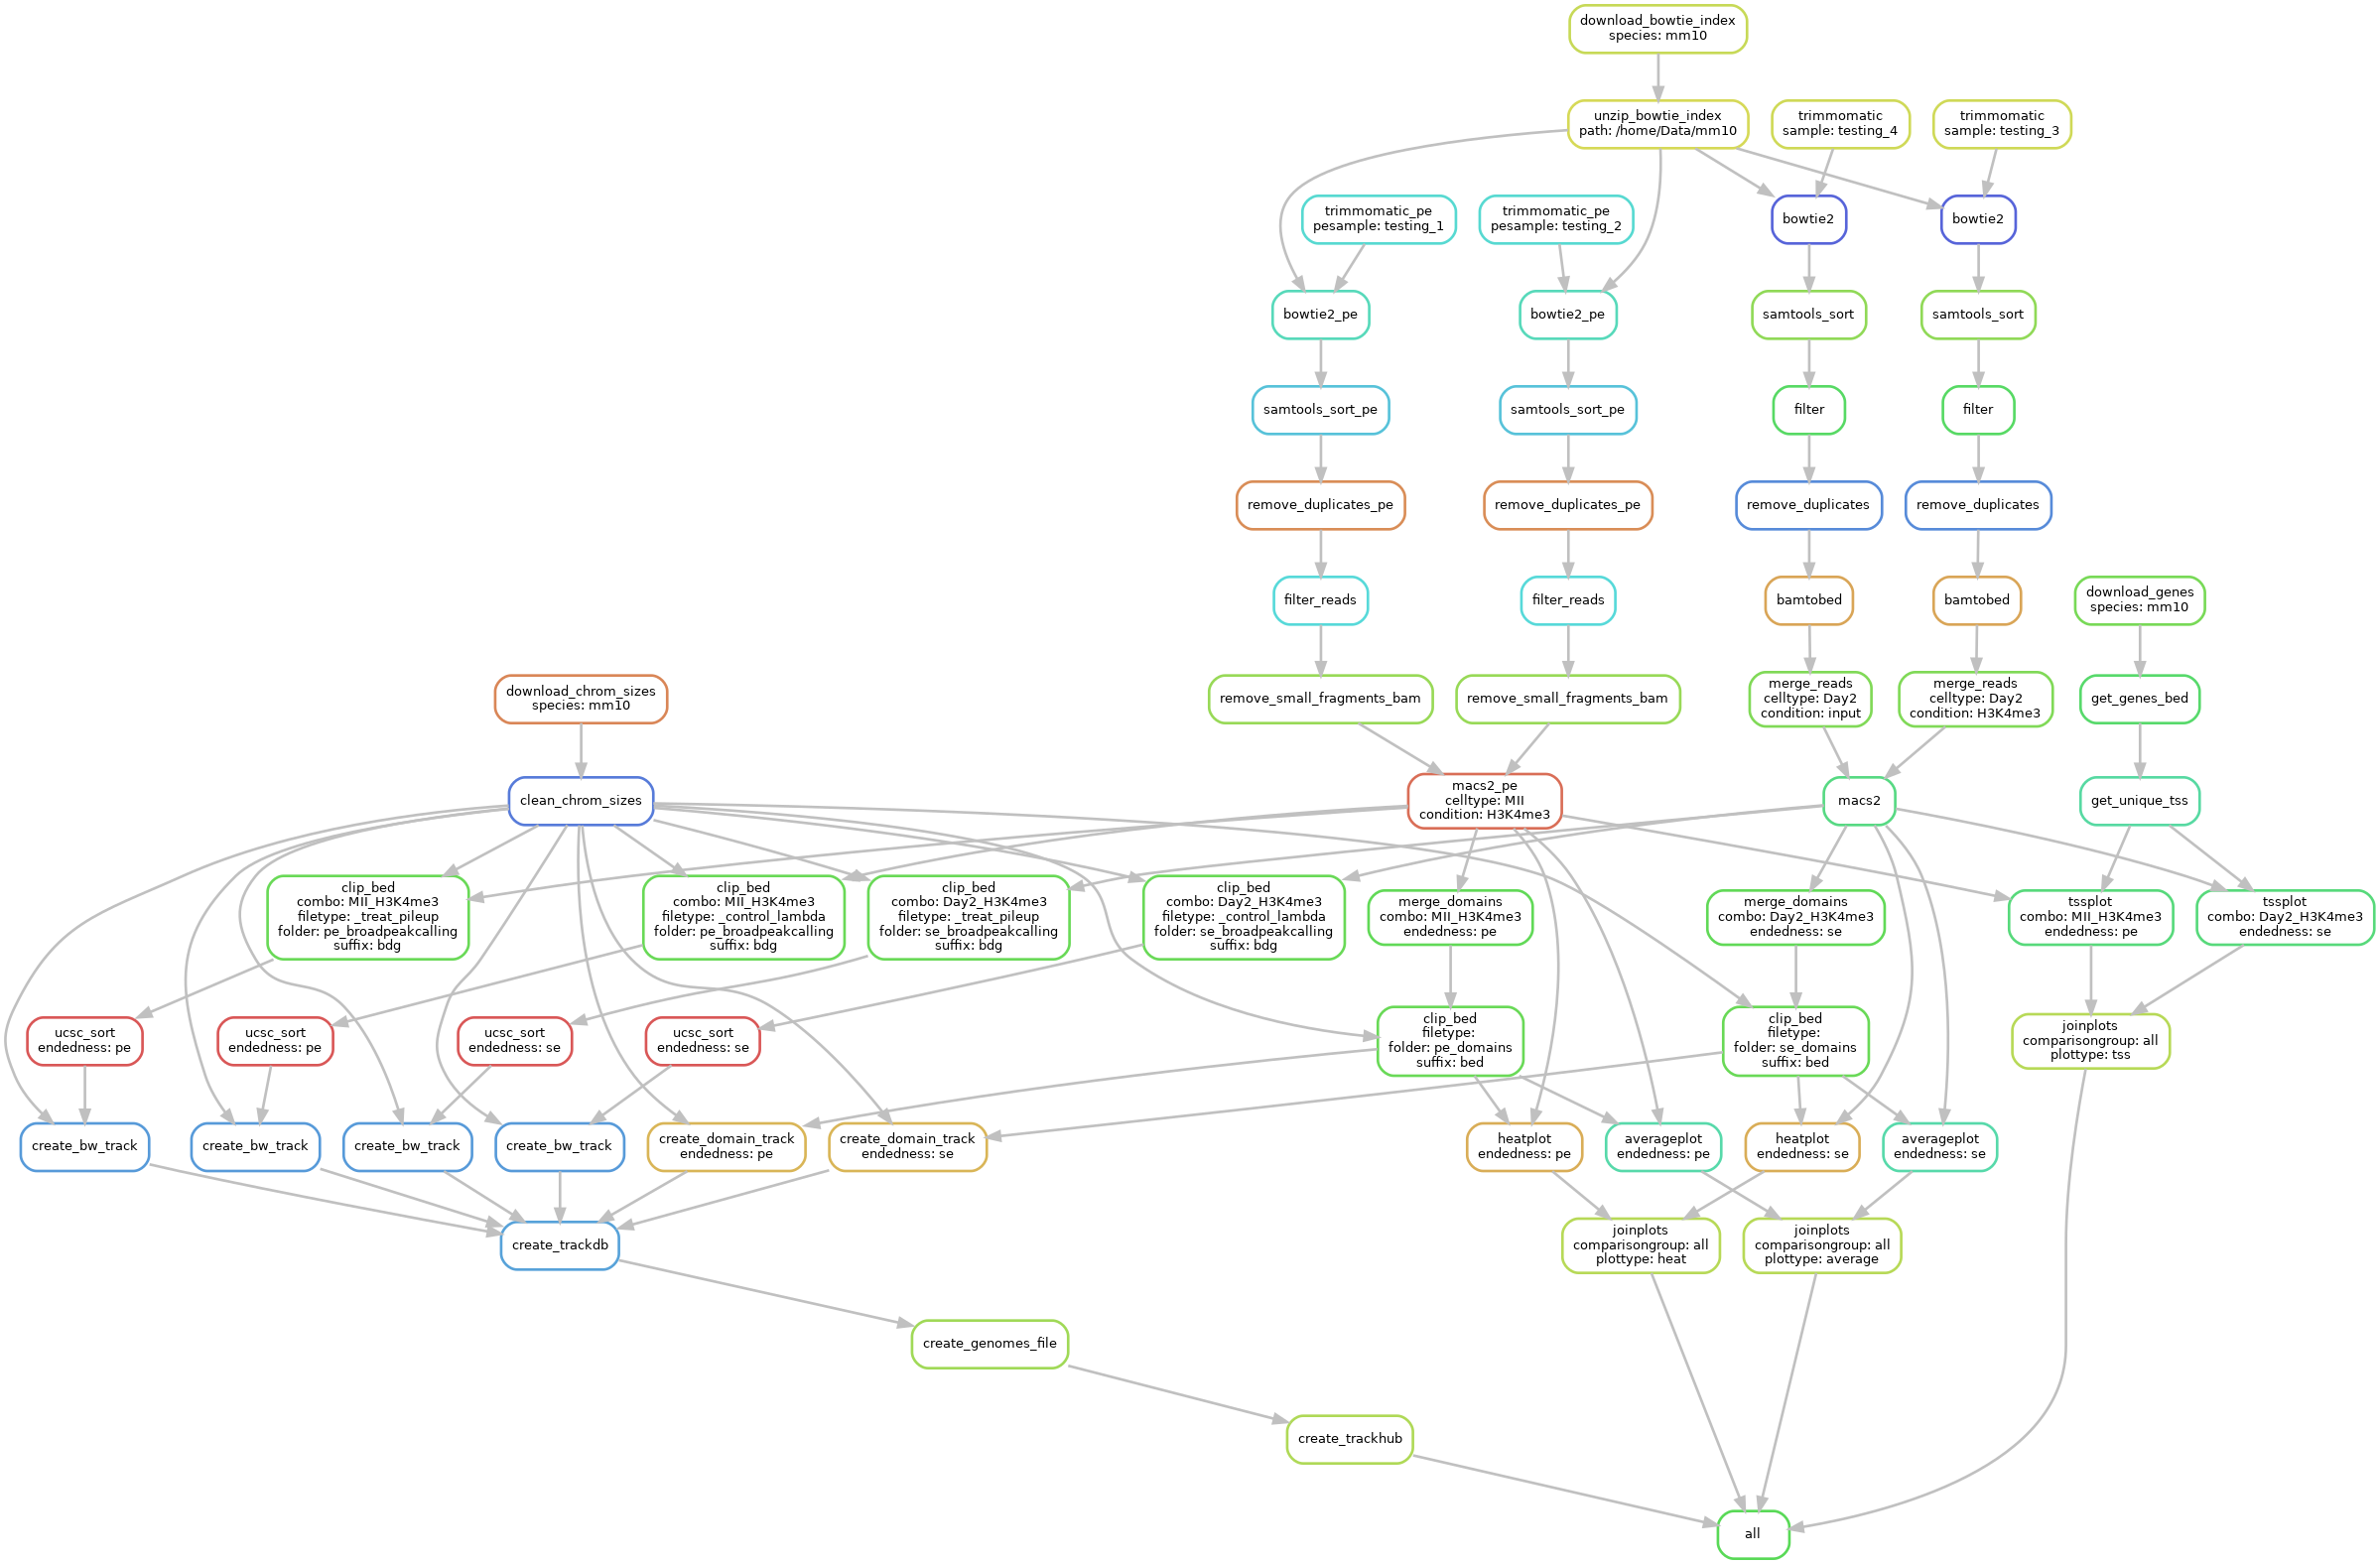 download_bowtie_index
species: mm10
unzip_bowtie_index
path: /home/Data/mm10
trimmomatic
sample: testing_4
trimmomatic
sample: testing_3
trimmomatic_pe
pesample: testing_1
trimmomatic_pe
pesample: testing_2
bowtie2
bowtie2
bowtie2_pe
bowtie2_pe
samtools_sort
samtools_sort
samtools_sort_pe
samtools_sort_pe
filter
filter
remove_duplicates_pe
remove_duplicates_pe
remove_duplicates
remove_duplicates
filter_reads
filter_reads
bamtobed
bamtobed
download_genes
species: mm10
download_chrom_sizes
species: mm10
remove_small_fragments_bam
remove_small_fragments_bam
merge_reads
celltype: Day2
condition: input
merge_reads
celltype: Day2
condition: H3K4me3
get_genes_bed
clean_chrom_sizes
macs2_pe
celltype: MII
condition: H3K4me3
macs2
get_unique_tss
clip_bed
combo: MII_H3K4me3
filetype: _treat_pileup
folder: pe_broadpeakcalling
suffix: bdg
clip_bed
combo: MII_H3K4me3
filetype: _control_lambda
folder: pe_broadpeakcalling
suffix: bdg
clip_bed
combo: Day2_H3K4me3
filetype: _treat_pileup
folder: se_broadpeakcalling
suffix: bdg
clip_bed
combo: Day2_H3K4me3
filetype: _control_lambda
folder: se_broadpeakcalling
suffix: bdg
merge_domains
combo: MII_H3K4me3
endedness: pe
merge_domains
combo: Day2_H3K4me3
endedness: se
tssplot
combo: MII_H3K4me3
endedness: pe
tssplot
combo: Day2_H3K4me3
endedness: se
ucsc_sort
endedness: pe
ucsc_sort
endedness: pe
ucsc_sort
endedness: se
ucsc_sort
endedness: se
clip_bed
filetype:
folder: pe_domains
suffix: bed
clip_bed
filetype:
folder: se_domains
suffix: bed
joinplots
comparisongroup: all
plottype: tss
create_bw_track
create_bw_track
create_bw_track
create_bw_track
create_domain_track
endedness: pe
create_domain_track
endedness: se
heatplot
endedness: pe
averageplot
endedness: pe
heatplot
endedness: se
averageplot
endedness: se
create_trackdb
joinplots
comparisongroup: all
plottype: heat
joinplots
comparisongroup: all
plottype: average
create_genomes_file
create_trackhub
all